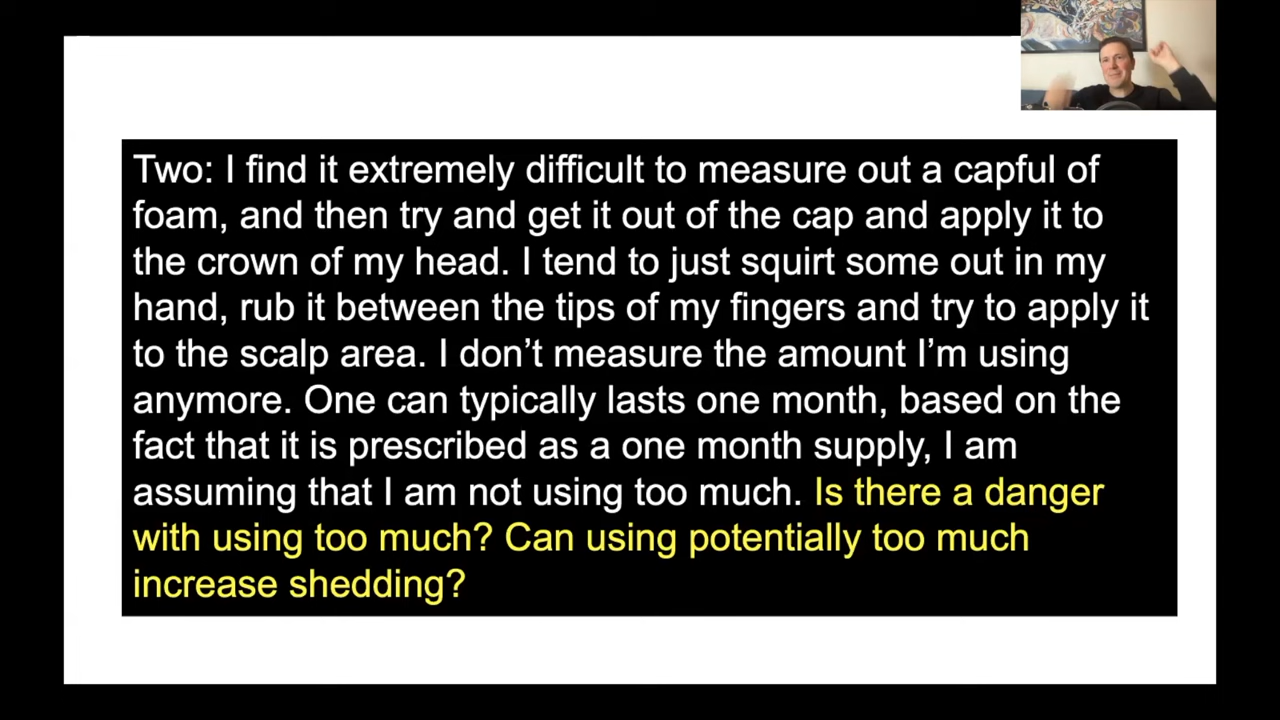 Two: I find it extremely difficult to measure out a capful of
foam, and then try and get it out of the cap and apply it to
the crown of my head. I tend to just squirt some out in my
hand, rub it between the tips of my fingers and try to apply it
to the scalp area. I don’t measure the amount I’m using
anymore. One can typically lasts one month, based on the
fact that it is prescribed as a one month supply, I am
assuming that I am not using too much. Is there a danger
with using too much? Can using potentially too much
increase shedding?